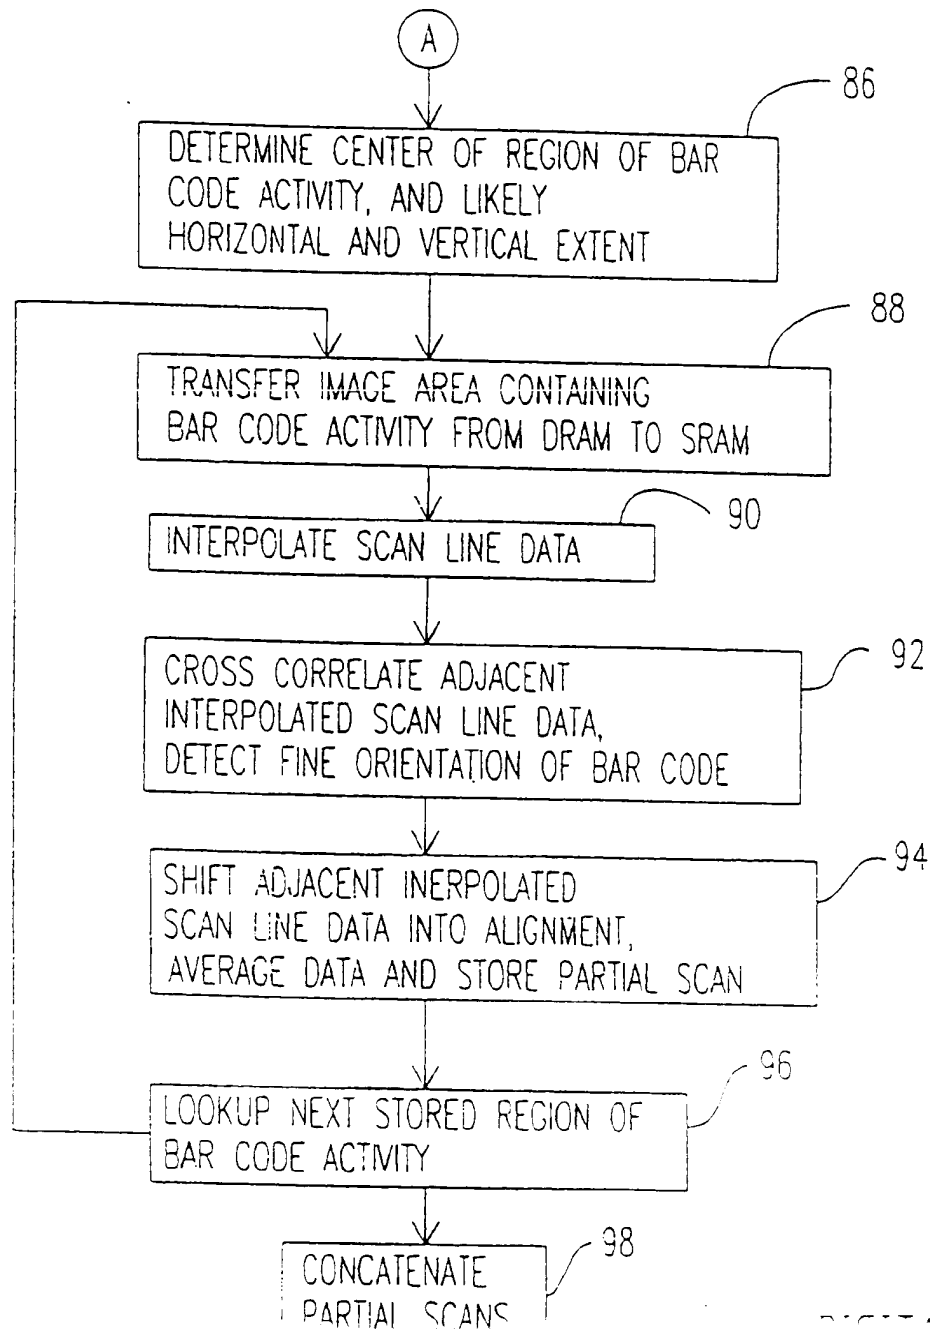 A
86
DETERMINE CENTER OF REGION OF BAR
CODE ACTIVITY, AND LIKELY
HORIZONTAL AND VERTICAL EXTENT
88
TRANSFER IMAGE AREA CONTAINING
BAR CODE ACTIVITY FROM DRAM TO SRAM
90
INTERPOLATE SCAN LINE DATA
92
CROSS CORRELATE ADJACENT
INTERPOLATED SCAN LINE DATA,
DETECT FINE ORIENTATION OF BAR CODE
94
SHIFT ADJACENT INERPOLATED
SCAN LINE DATA INTO ALIGNMENT,
AVERAGE DATA AND STORE PARTIAL SCAN
96
LOOKUP NEXT STORED REGION OF
BAR CODE ACTIVITY
98
CONCATENATE
PARTIAL SCANS